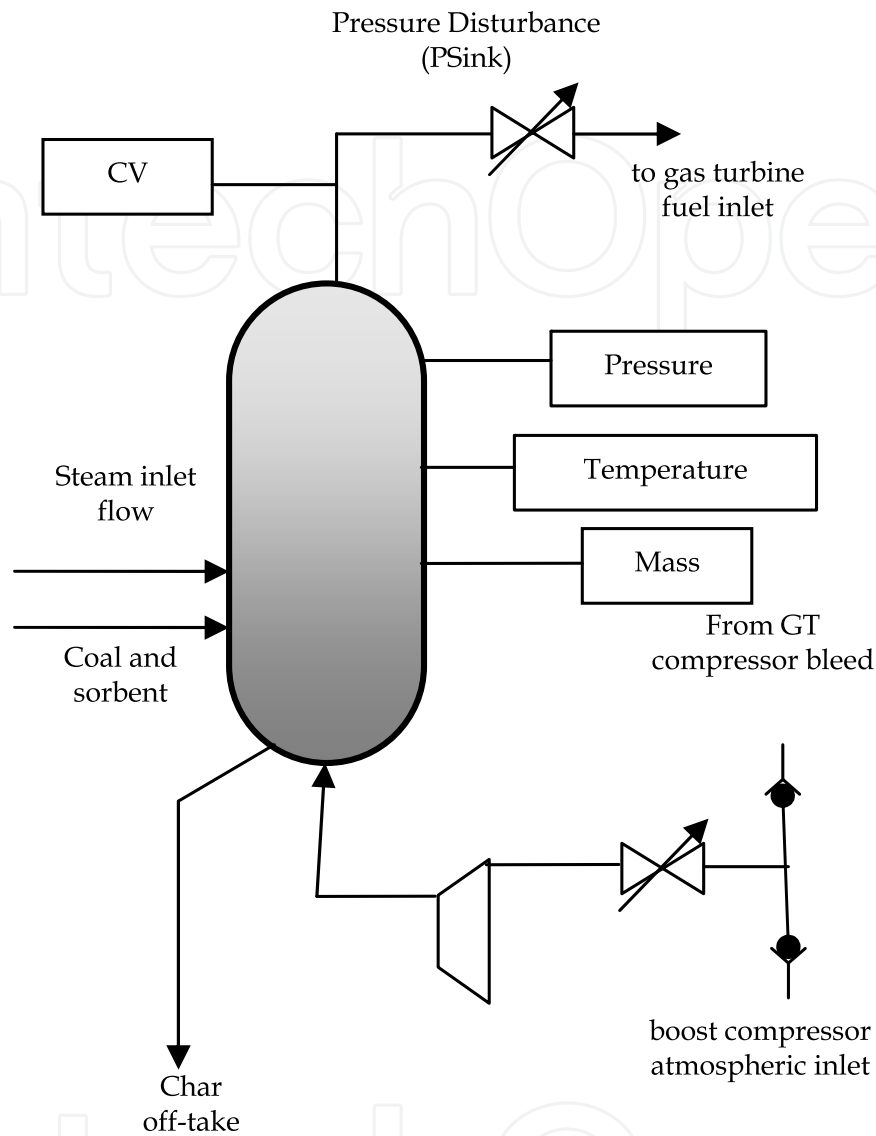 Pressure Disturbance
(PSink)
CV
to gas turbine
fuel inlet
Pressure
Temperature
Steam inlet
flow
Mass
From GT
compressor bleed
Coal and
sorbent
boost compressor
atmospheric inlet
Char
off-take